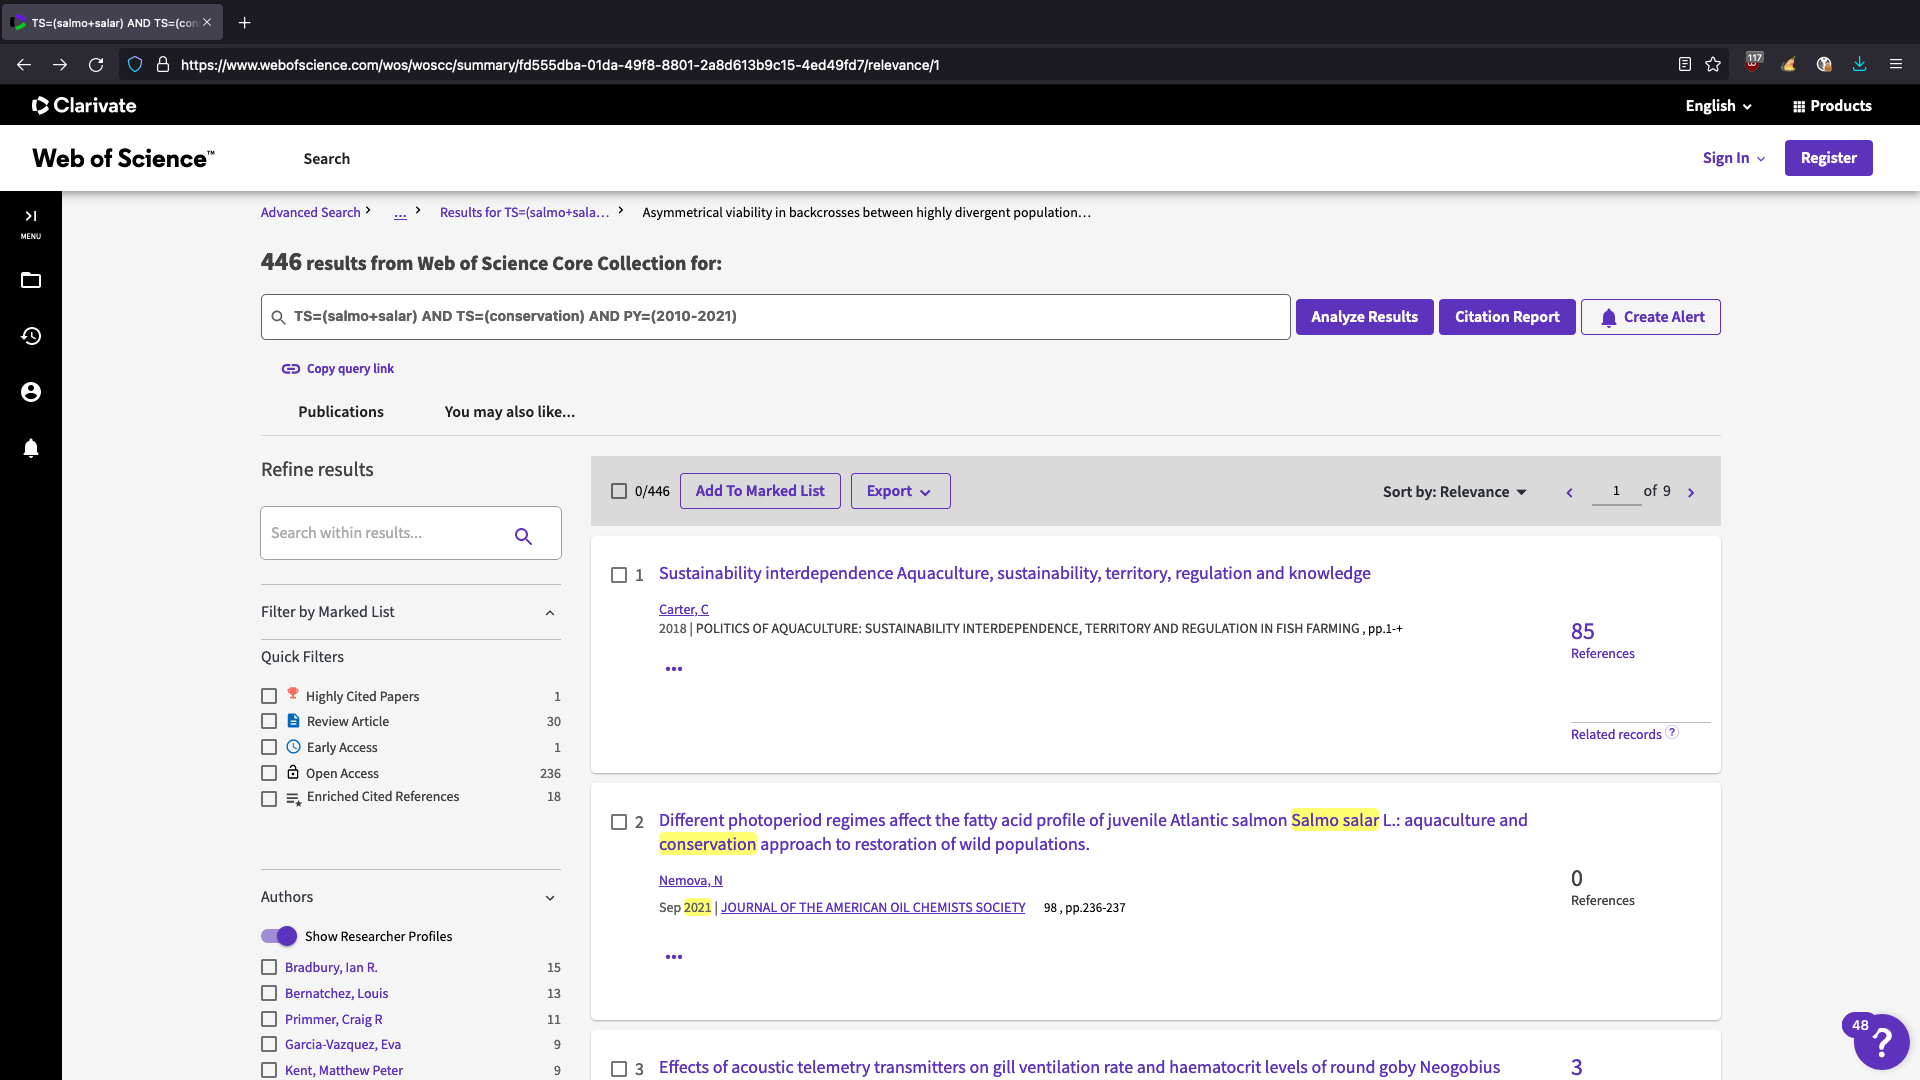 TS=(salmo+salar) AND TS=(con
https://www.webofscience.com/wos/woscc/summary/fd555dba-01da-49f8-8801-2a8d613b9c15-4ed49fd7/relevance/1
117
Clarivate
English
Products
Web of Science™
Search
Sign In
Register
MENU
Advanced Search > ... > Results for TS=(salmo+sala… > Asymmetrical viability in backcrosses between highly divergent population…
446 results from Web of Science Core Collection for:
TS=(salmo+salar) AND TS=(conservation) AND PY=(2010-2021)
Analyze Results
Citation Report
Create Alert
Copy query link
Publications
You may also like...
Refine results
Search within results...
Filter by Marked List
Quick Filters
Highly Cited Papers 1
Review Article 30
Early Access 1
Open Access 236
Enriched Cited References 18
Authors
Show Researcher Profiles
Bradbury, Ian R. 15
Bernatchez, Louis 13
Primmer, Craig R 11
Garcia-Vazquez, Eva 9
Kent, Matthew Peter 9
0/446
Add To Marked List
Export
Sort by: Relevance
1 of 9
1 Sustainability interdependence Aquaculture, sustainability, territory, regulation and knowledge
Carter, C
2018 | POLITICS OF AQUACULTURE: SUSTAINABILITY INTERDEPENDENCE, TERRITORY AND REGULATION IN FISH FARMING , pp.1-+
85
References
Related records ?
2 Different photoperiod regimes affect the fatty acid profile of juvenile Atlantic salmon Salmo salar L.: aquaculture and
conservation approach to restoration of wild populations.
Nemova, N
Sep 2021 | JOURNAL OF THE AMERICAN OIL CHEMISTS SOCIETY 98 , pp.236-237
0
References
3 Effects of acoustic telemetry transmitters on gill ventilation rate and haematocrit levels of round goby Neogobius
3
48
?